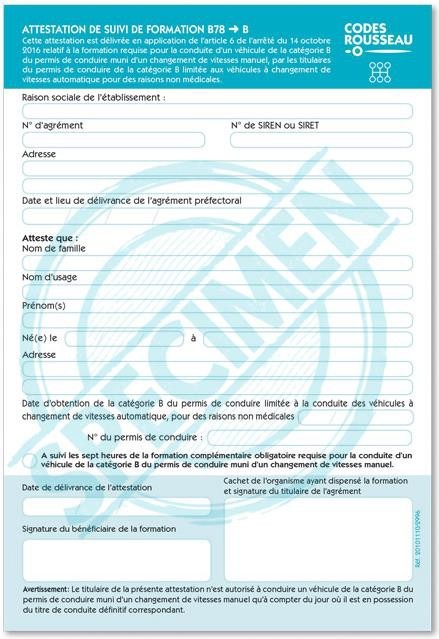 ATTESTATION DE SUIVI DE FORMATION B78 ➔ B
Cette attestation est délivrée en application de l'article 6 de l'arrêté du 14 octobre
2016 relatif à la formation requise pour la conduite d'un véhicule de la catégorie B
du permis de conduire muni d'un changement de vitesses manuel, par les titulaires
du permis de conduire de la catégorie B limitée aux véhicules à changement de
vitesses automatique pour des raisons non médicales.
CODES
ROUSSEAU
Raison sociale de l'établissement :
N° d'agrément
N° de SIREN ou SIRET
Adresse
Date et lieu de délivrance de l'agrément préfectoral
Atteste que :
Nom de famille
Nom d'usage
Prénom(s)
Né(e) le
à
Adresse
Date d'obtention de la catégorie B du permis de conduire limitée à la conduite des véhicules à
changement de vitesses automatique, pour des raisons non médicales
N° du permis de conduire :
A suivi les sept heures de la formation complémentaire obligatoire requise pour la conduite d'un
véhicule de la catégorie B du permis de conduire muni d'un changement de vitesses manuel.
Date de délivrance de l'attestation
Cachet de l'organisme ayant dispensé la formation
et signature du titulaire de l'agrément
Signature du bénéficiaire de la formation
Avertissement : Le titulaire de la présente attestation n'est autorisé à conduire un véhicule de la catégorie B du
permis de conduire muni d'un changement de vitesses manuel qu'à compter du jour où il est en possession
du titre de conduite définitif correspondant.
SPECIMEN